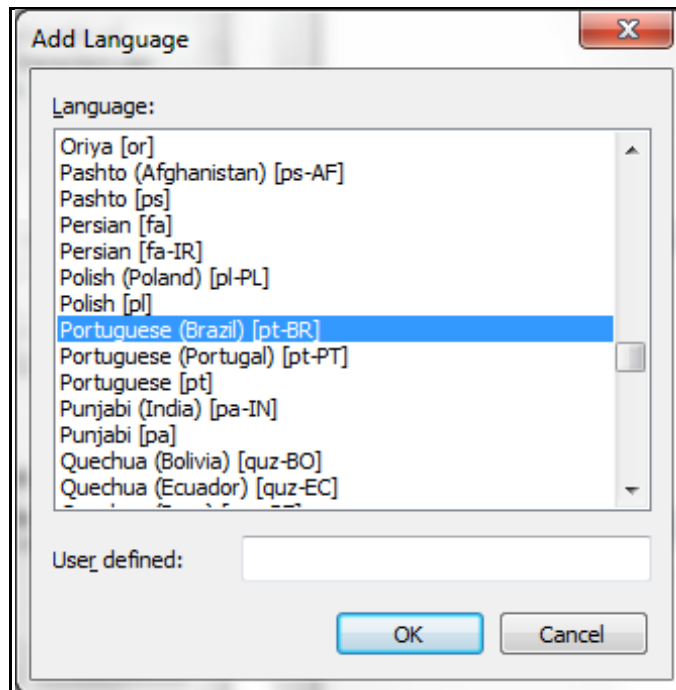 Add Language
Language:
Oriya [or]
Pashto (Afghanistan) [ps-AF]
Pashto [ps]
Persian [fa]
Persian [fa-IR]
Polish (Poland) [pl-PL]
Polish [pl]
Portuguese (Brazil) [pt-BR]
Portuguese (Portugal) [pt-PT]
Portuguese [pt]
Punjabi (India) [pa-IN]
Punjabi [pa]
Quechua (Bolivia) [quz-BO]
Quechua (Ecuador) [quz-EC]
User defined:
OK
Cancel